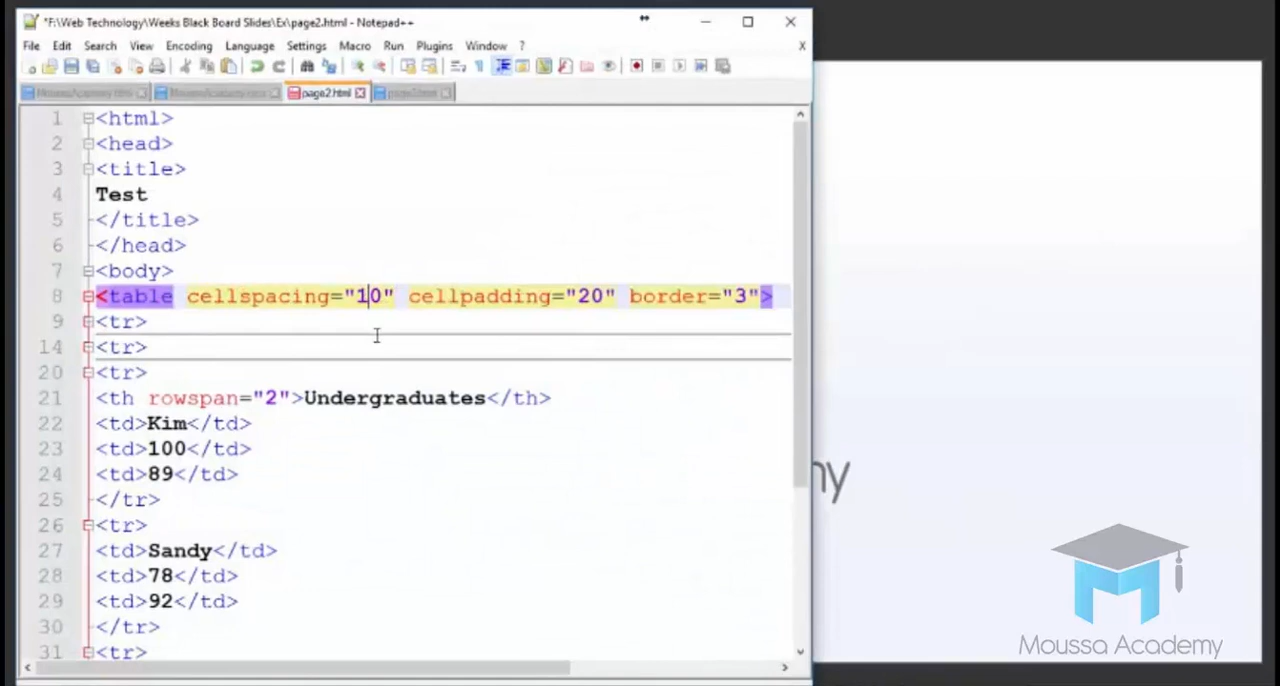 *F:\Web Technology\Weeks Black Board Slides\Ex\page2.html - Notepad++
File Edit Search View Encoding Language Settings Macro Run Plugins Window ? X
page2.html
1 <html>
2 <head>
3 <title>
4 Test
5 </title>
6 </head>
7 <body>
8 <table cellspacing="10" cellpadding="20" border="3">
9 <tr>
14 <tr>
20 <tr>
21 <th rowspan="2">Undergraduates</th>
22 <td>Kim</td>
23 <td>100</td>
24 <td>89</td>
25 </tr>
26 <tr>
27 <td>Sandy</td>
28 <td>78</td>
29 <td>92</td>
30 </tr>
31 <tr>
my
Moussa Academy